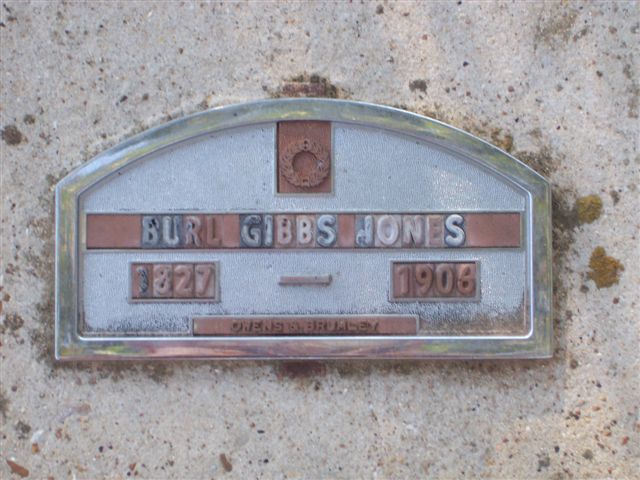 BURL GIBBS JONES
1827 — 1906
OWENS & BRUMLEY